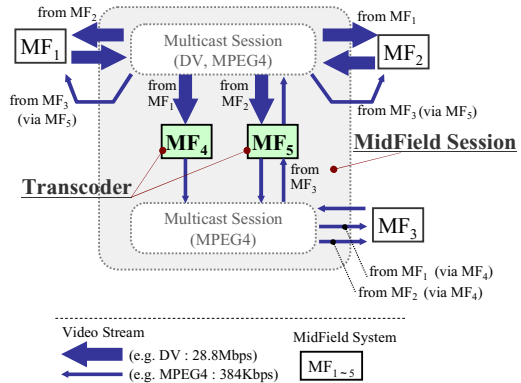 from MF2
from MF1
Multicast Session
(DV, MPEG4)
MF1
MF2
from MF3
(via MF5)
from
MF1
from
MF2
from MF3 (via MF5)
MF4
MF5
MidField Session
from
MF3
Transcoder
Multicast Session
(MPEG4)
MF3
from MF1 (via MF4)
from MF2 (via MF4)
Video Stream
MidField System
(e.g. DV : 28.8Mbps)
(e.g. MPEG4 : 384Kbps)
MF1~5